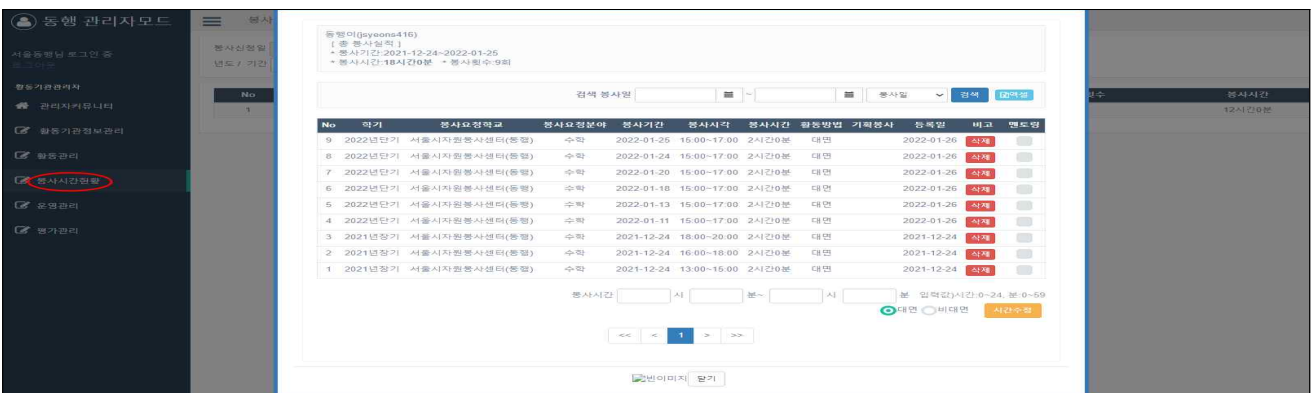 동행 관리자모드
봉사
서울동행님 로그인 중
로그아웃
활동기관관리자
관리자커뮤니티
활동기관정보관리
활동관리
봉사시간현황
운영관리
평가관리
봉사신청일
년도 / 기간
No
1
횟수
봉사시간
12시간0분
동행이(jsyeons416)
[ 총 봉사실적 ]
* 봉사기간:2021-12-24~2022-01-25
* 봉사시간:18시간0분 * 봉사횟수:9회
검색 봉사일 ~ 봉사일 검색 엑셀
No 학기 봉사요청학교 봉사요청분야 봉사기간 봉사시각 봉사시간 활동방법 기획봉사 등록일 비고 멘토링
9 2022년단기 서울시자원봉사센터(동행) 수학 2022-01-25 15:00~17:00 2시간0분 대면 2022-01-26 삭제
8 2022년단기 서울시자원봉사센터(동행) 수학 2022-01-24 15:00~17:00 2시간0분 대면 2022-01-26 삭제
7 2022년단기 서울시자원봉사센터(동행) 수학 2022-01-20 15:00~17:00 2시간0분 대면 2022-01-26 삭제
6 2022년단기 서울시자원봉사센터(동행) 수학 2022-01-18 15:00~17:00 2시간0분 대면 2022-01-26 삭제
5 2022년단기 서울시자원봉사센터(동행) 수학 2022-01-13 15:00~17:00 2시간0분 대면 2022-01-26 삭제
4 2022년단기 서울시자원봉사센터(동행) 수학 2022-01-11 15:00~17:00 2시간0분 대면 2022-01-26 삭제
3 2021년장기 서울시자원봉사센터(동행) 수학 2021-12-24 18:00~20:00 2시간0분 대면 2021-12-24 삭제
2 2021년장기 서울시자원봉사센터(동행) 수학 2021-12-24 16:00~18:00 2시간0분 대면 2021-12-24 삭제
1 2021년장기 서울시자원봉사센터(동행) 수학 2021-12-24 13:00~15:00 2시간0분 대면 2021-12-24 삭제
봉사시간 시 분~ 시 분 입력값)시간:0~24, 분:0~59
대면 비대면 시간수정
<< < 1 > >>
빈이미지 닫기